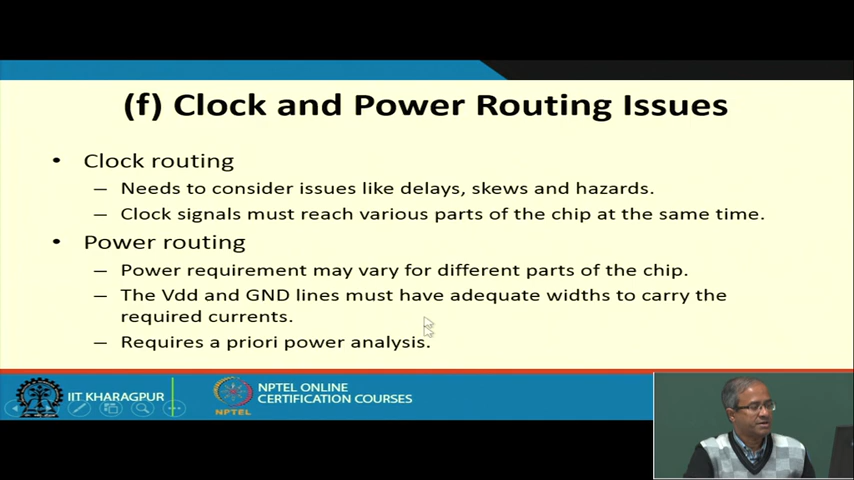 (f) Clock and Power Routing Issues
• Clock routing
– Needs to consider issues like delays, skews and hazards.
– Clock signals must reach various parts of the chip at the same time.
• Power routing
– Power requirement may vary for different parts of the chip.
– The Vdd and GND lines must have adequate widths to carry the
required currents.
– Requires a priori power analysis.
IIT KHARAGPUR
NPTEL
NPTEL ONLINE
CERTIFICATION COURSES